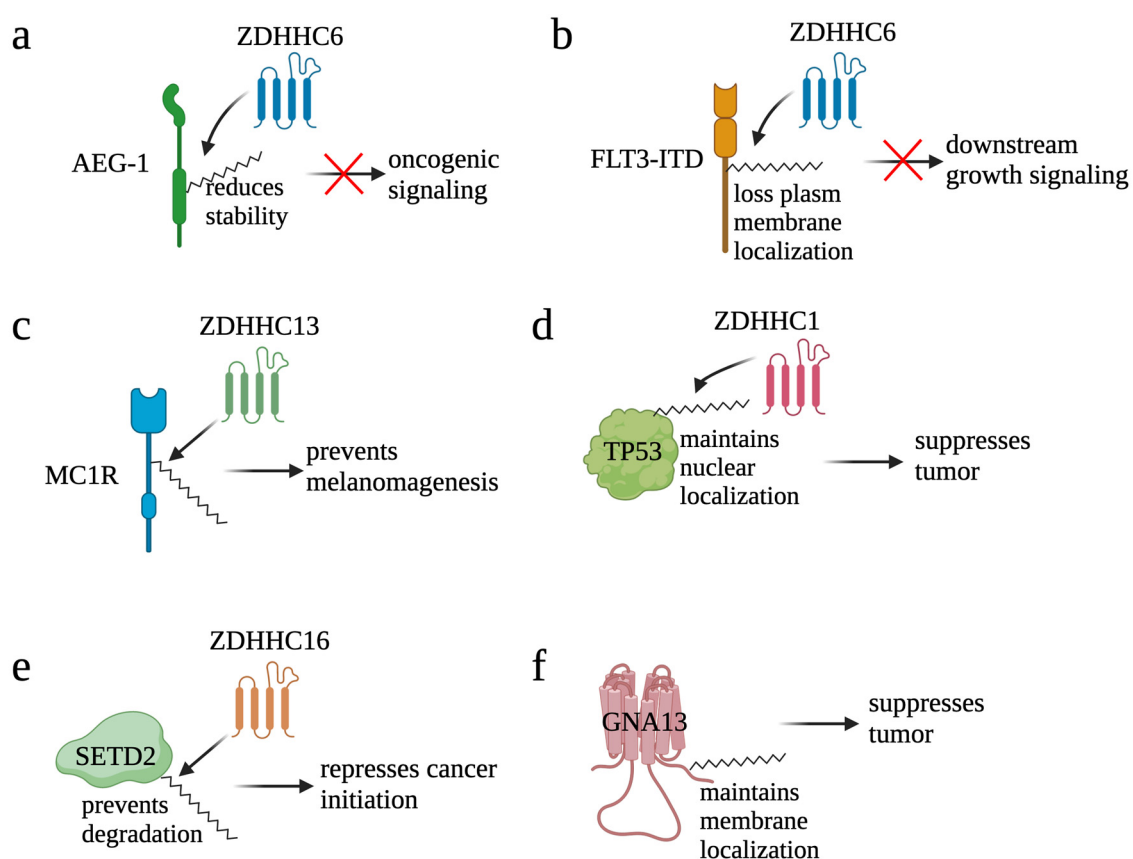 a
ZDHHC6
AEG-1
reduces
stability
oncogenic
signaling
b
ZDHHC6
FLT3-ITD
loss plasm
membrane
localization
downstream
growth signaling
c
ZDHHC13
MC1R
prevents
melanomagenesis
d
ZDHHC1
TP53
maintains
nuclear
localization
suppresses
tumor
e
ZDHHC16
SETD2
prevents
degradation
represses cancer
initiation
f
GNA13
maintains
membrane
localization
suppresses
tumor